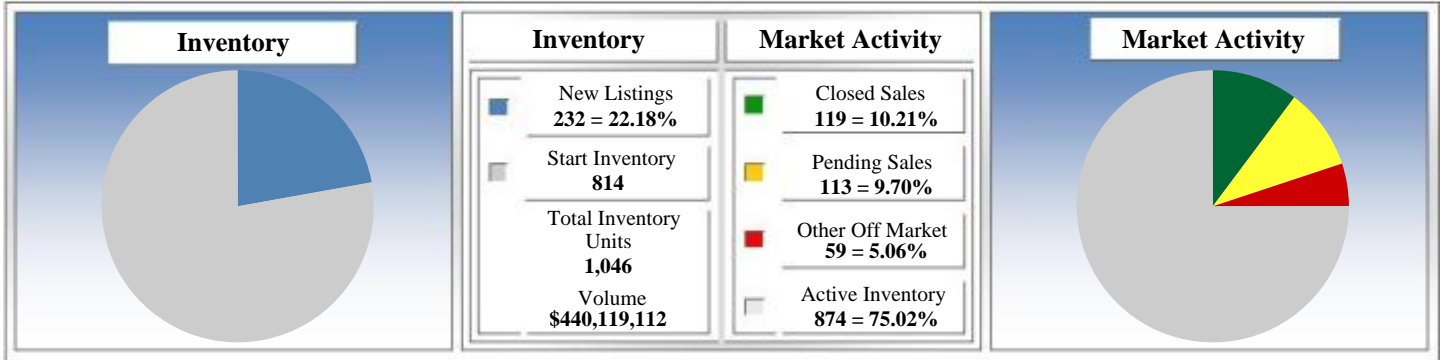 Inventory
Inventory
New Listings
232 = 22.18%
Start Inventory
814
Total Inventory
Units
1,046
Volume
$440,119,112
Market Activity
Closed Sales
119 = 10.21%
Pending Sales
113 = 9.70%
Other Off Market
59 = 5.06%
Active Inventory
874 = 75.02%
Market Activity